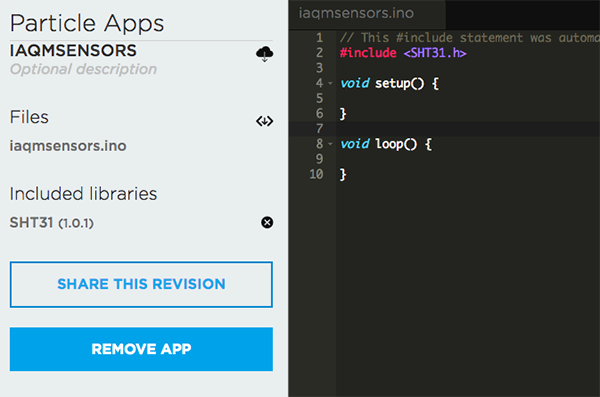 Particle Apps
IAQMSENSORS
Optional description
Files
iaqmsensors.ino
Included libraries
SHT31 (1.0.1)
SHARE THIS REVISION
REMOVE APP
iaqmsensors.ino
1 // This #include statement was automa
2 #include <SHT31.h>
3
4 void setup() {
5
6 }
7
8 void loop() {
9
10 }